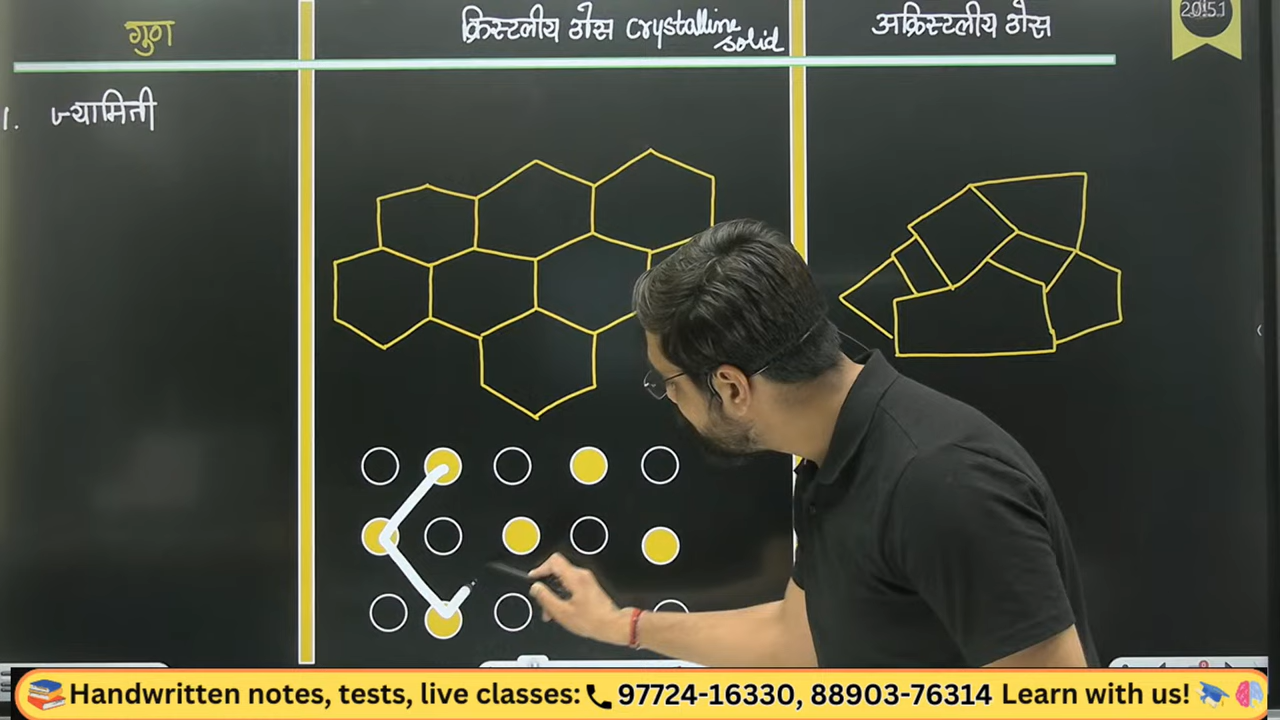 गुण
क्रिस्टलीय ठोस Crystalline
solid
अक्रिस्टलीय ठोस
20:51
1. ज्यामिती
Handwritten notes, tests, live classes: 97724-16330, 88903-76314 Learn with us!